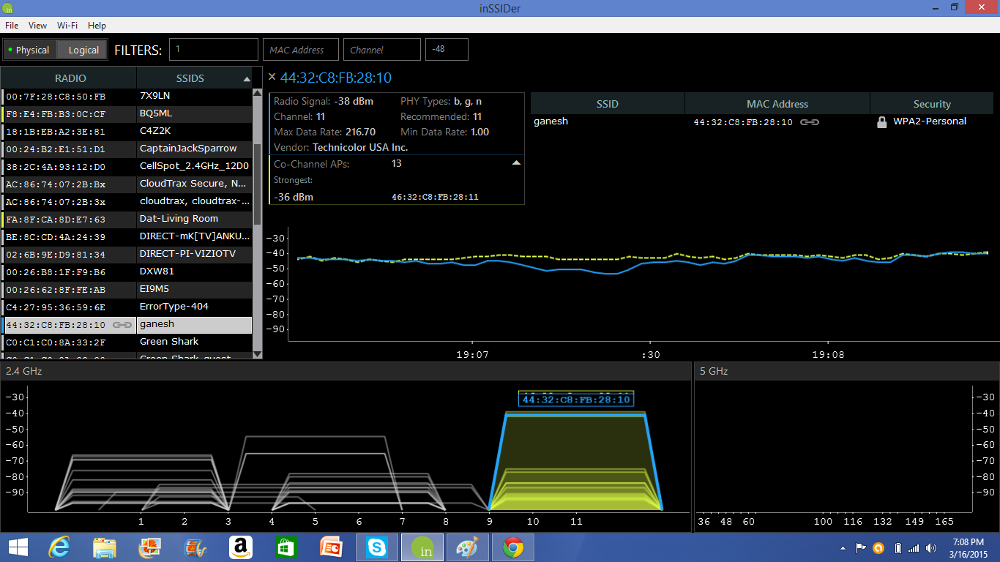 inSSIDer
File View Wi-Fi Help
Physical Logical FILTERS: 1 MAC Address Channel -48
RADIO SSIDS
00:7F:28:C8:50:FB 7X9LN
F8:E4:FB:B3:0C:CF BQ5ML
18:1B:EB:A2:3E:81 C4Z2K
00:24:B2:E1:51:D1 CaptainJackSparrow
38:2C:4A:93:12:D0 CellSpot_2.4GHz_12D0
AC:86:74:07:2B:Bx CloudTrax Secure, N...
AC:86:74:07:2B:3x cloudtrax, cloudtrax-...
FA:8F:CA:8D:E7:63 Dat-Living Room
BE:8C:CD:4A:24:39 DIRECT-mK[TV]ANKU...
02:6B:9E:D9:81:34 DIRECT-PI-VIZIOTV
00:26:B8:1F:F9:B6 DXW81
00:26:62:8F:FE:AB EI9M5
C4:27:95:36:59:6E ErrorType-404
44:32:C8:FB:28:10 ganesh
C0:C1:C0:8A:33:2F Green Shark
× 44:32:C8:FB:28:10
Radio Signal: -38 dBm PHY Types: b, g, n
Channel: 11 Recommended: 11
Max Data Rate: 216.70 Min Data Rate: 1.00
Vendor: Technicolor USA Inc.
Co-Channel APs: 13
Strongest:
-36 dBm 46:32:C8:FB:28:11
SSID MAC Address Security
ganesh 44:32:C8:FB:28:10 WPA2-Personal
-30
-40
-50
-60
-70
-80
-90
19:07 :30 19:08
2.4 GHz
44:32:C8:FB:28:10
-30
-40
-50
-60
-70
-80
-90
1 2 3 4 5 6 7 8 9 10 11
5 GHz
-30
-40
-50
-60
-70
-80
-90
36 48 60 100 116 132 149 165
in
7:08 PM
3/16/2015